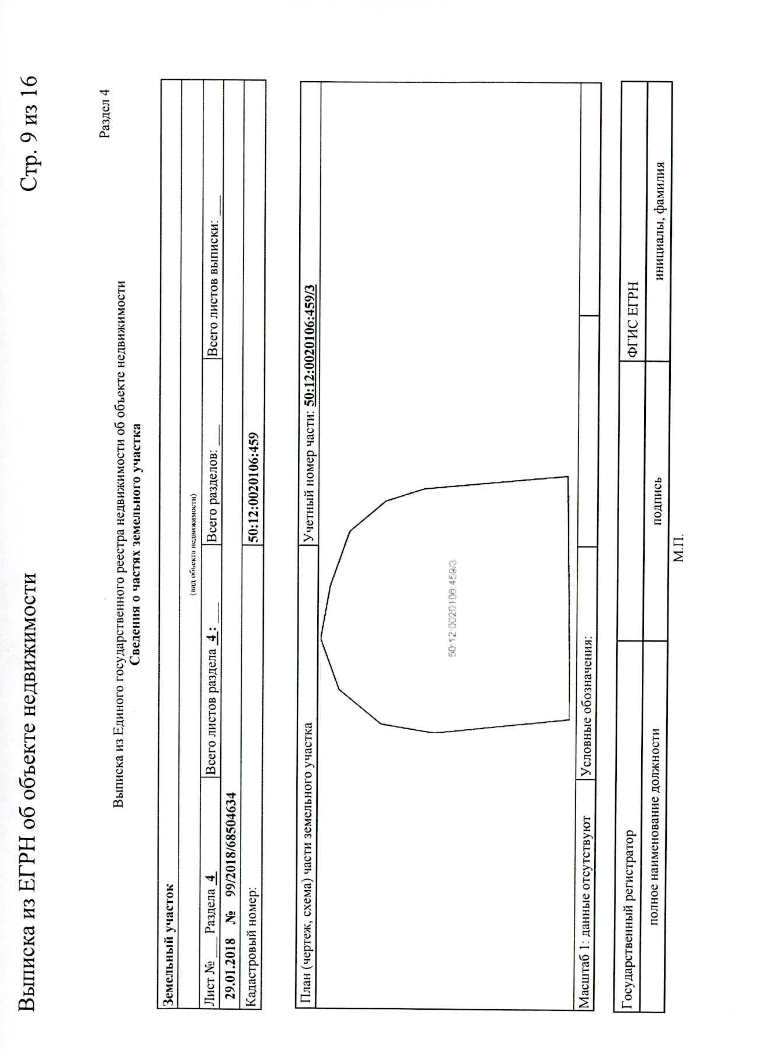 Выписка из ЕГРН об объекте недвижимости Стр. 9 из 16
Раздел 4
Выписка из Единого государственного реестра недвижимости об объекте недвижимости
Сведения о частях земельного участка
Земельный участок
(вид объекта недвижимости)
Лист № ___ Раздела 4 Всего листов раздела 4 : ___ Всего разделов: ___ Всего листов выписки: ___
29.01.2018 № 99/2018/68504634
Кадастровый номер: 50:12:0020106:459
План (чертеж, схема) части земельного участка Учетный номер части: 50:12:0020106:459/3
50:12:0020106:459/3
Масштаб 1: данные отсутствуют Условные обозначения:
Государственный регистратор ФГИС ЕГРН
полное наименование должности подпись инициалы, фамилия
М.П.